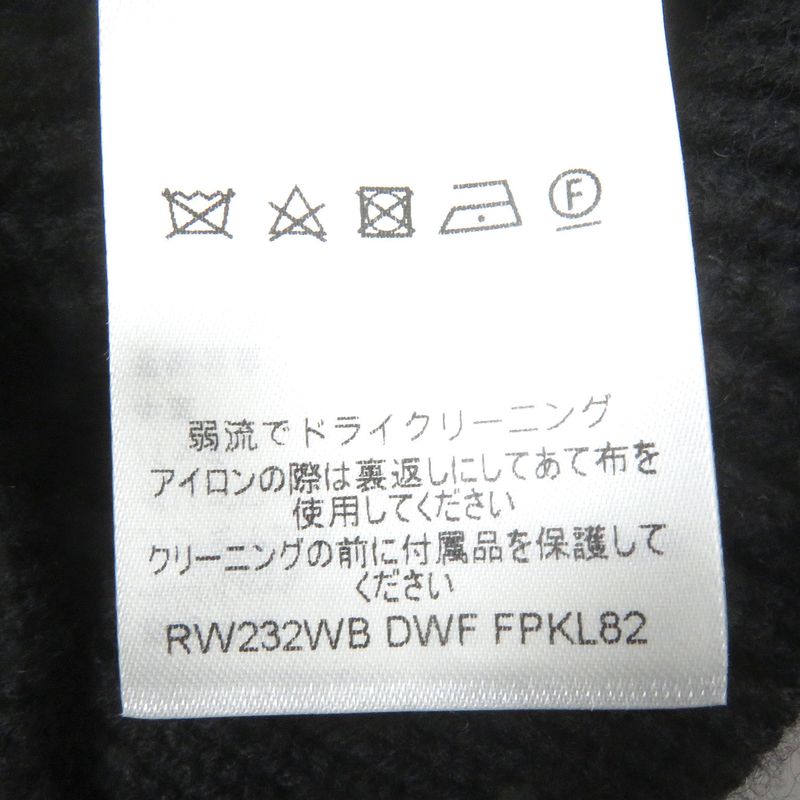 F
弱流でドライクリーニング
アイロンの際は裏返しにしてあて布を
使用してください
クリーニングの前に付属品を保護して
ください
RW232WB DWF FPKL82